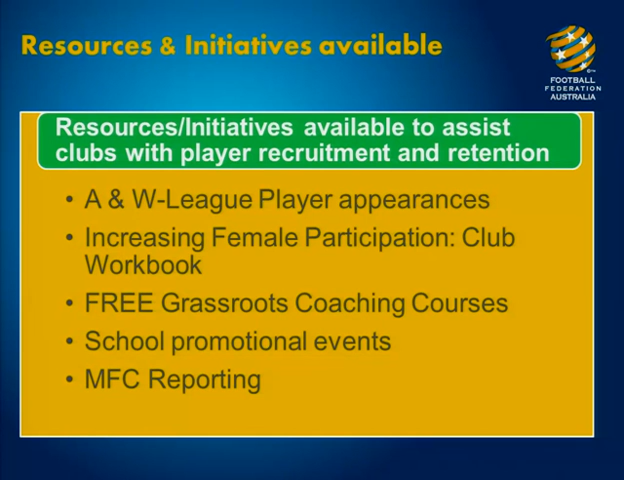 Resources & Initiatives available
FOOTBALL
FEDERATION
AUSTRALIA
Resources/Initiatives available to assist
clubs with player recruitment and retention
• A & W-League Player appearances
• Increasing Female Participation: Club
Workbook
• FREE Grassroots Coaching Courses
• School promotional events
• MFC Reporting